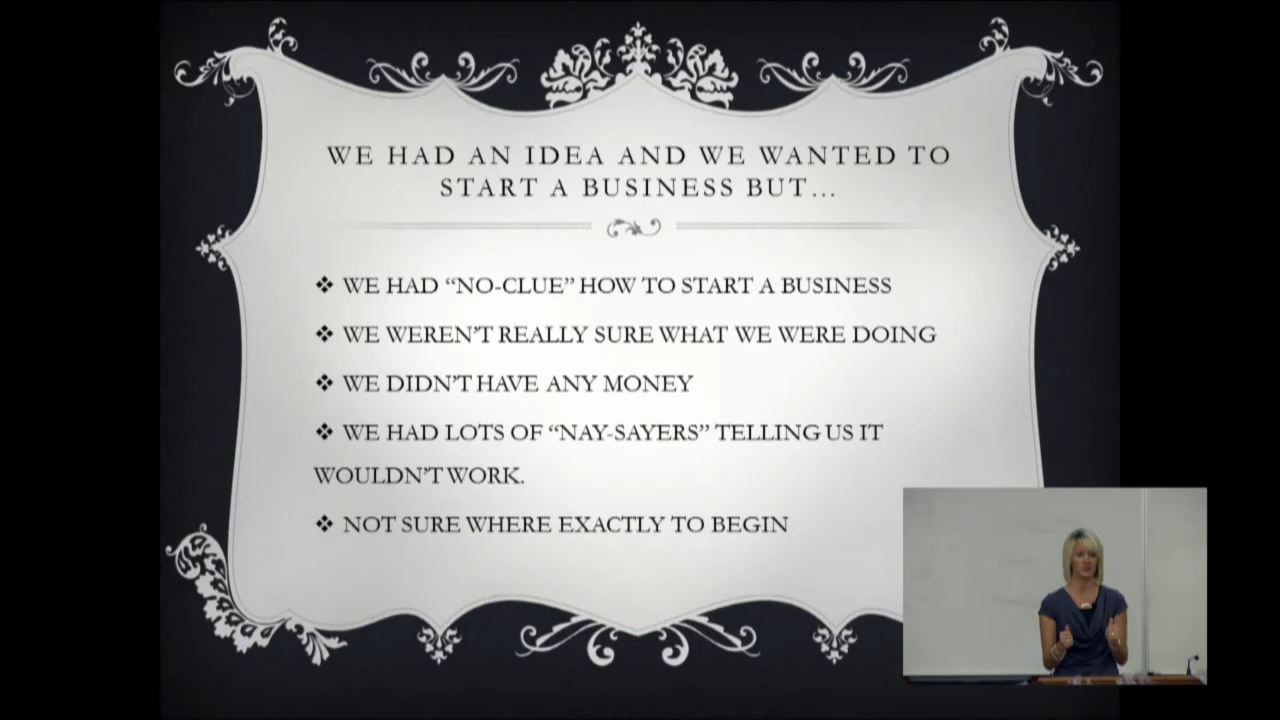 WE HAD AN IDEA AND WE WANTED TO
START A BUSINESS BUT...
❖ WE HAD “NO-CLUE” HOW TO START A BUSINESS
❖ WE WEREN’T REALLY SURE WHAT WE WERE DOING
❖ WE DIDN’T HAVE ANY MONEY
❖ WE HAD LOTS OF “NAY-SAYERS” TELLING US IT
WOULDN’T WORK.
❖ NOT SURE WHERE EXACTLY TO BEGIN